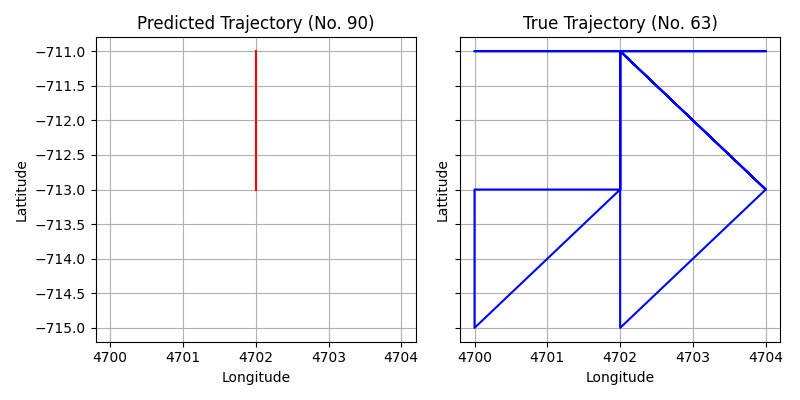 Predicted Trajectory (No. 90)
True Trajectory (No. 63)
Lattitude
−711.0
−711.5
−712.0
−712.5
−713.0
−713.5
−714.0
−714.5
−715.0
4700 4701 4702 4703 4704
Longitude
Lattitude
4700 4701 4702 4703 4704
Longitude